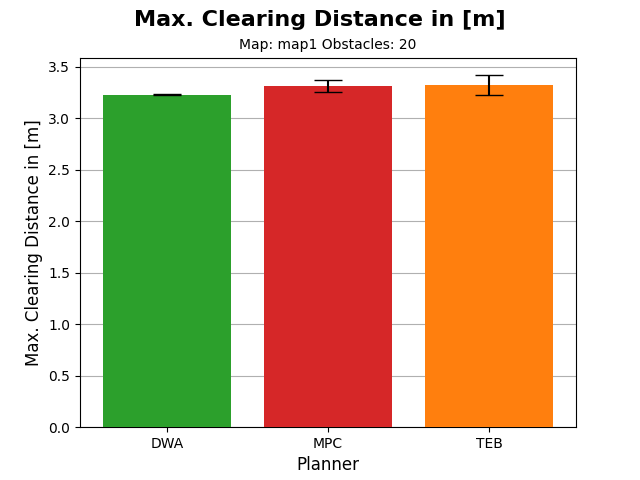 Max. Clearing Distance in [m]
Map: map1 Obstacles: 20
Max. Clearing Distance in [m]
3.5
3.0
2.5
2.0
1.5
1.0
0.5
0.0
DWA MPC TEB
Planner